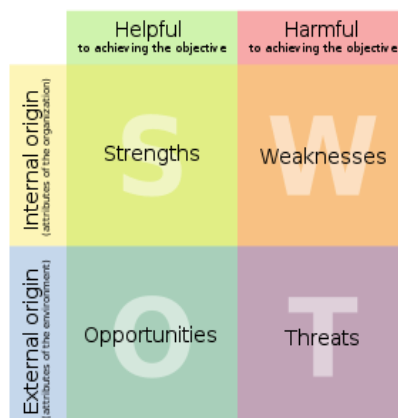 Helpful
to achieving the objective
Harmful
to achieving the objective
Internal origin
(attributes of the organization)
S
Strengths
W
Weaknesses
External origin
(attributes of the environment)
O
Opportunities
T
Threats